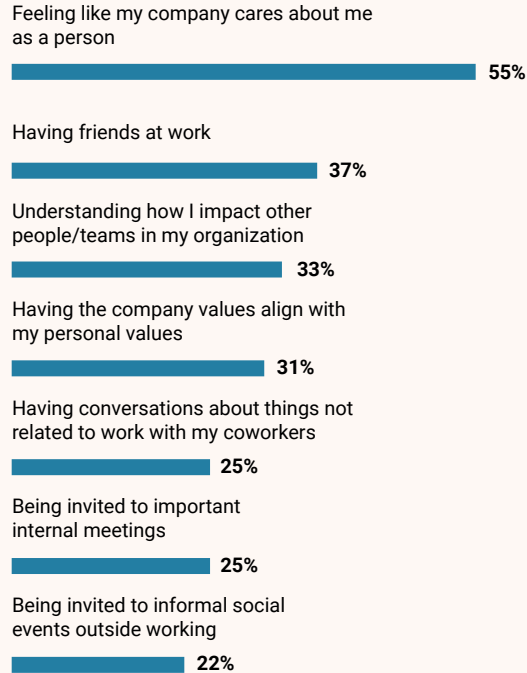 Feeling like my company cares about me
as a person
55%
Having friends at work
37%
Understanding how I impact other
people/teams in my organization
33%
Having the company values align with
my personal values
31%
Having conversations about things not
related to work with my coworkers
25%
Being invited to important
internal meetings
25%
Being invited to informal social
events outside working
22%